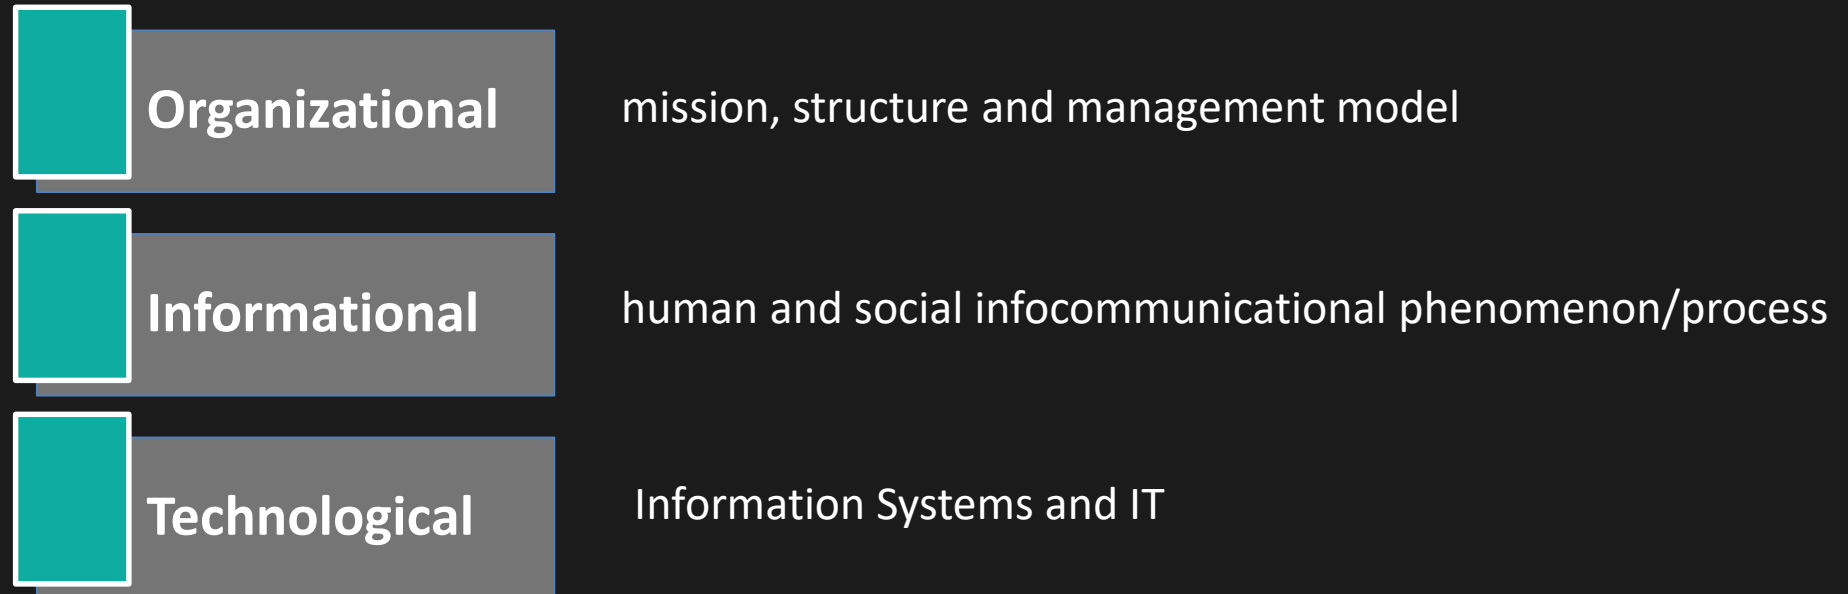 Organizational
mission, structure and management model
Informational
human and social infocommunicational phenomenon/process
Technological
Information Systems and IT